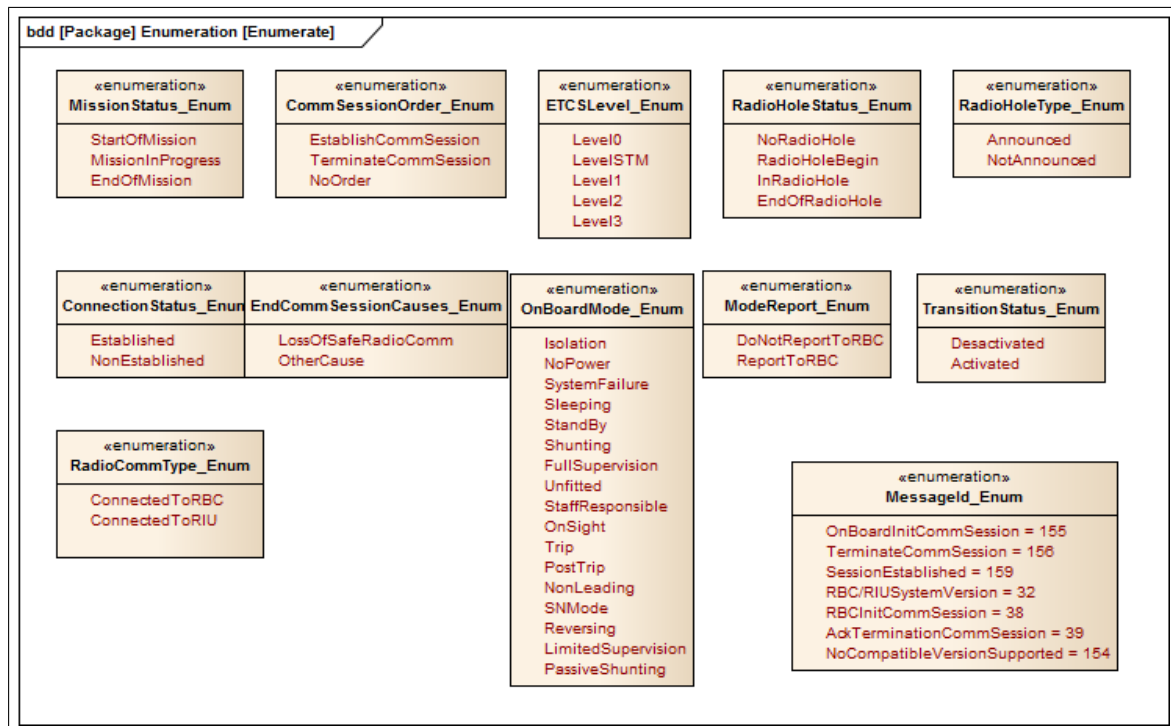 bdd [Package] Enumeration [Enumerate]
«enumeration»
MissionStatus_Enum
StartOfMission
MissionInProgress
EndOfMission
«enumeration»
CommSessionOrder_Enum
EstablishCommSession
TerminateCommSession
NoOrder
«enumeration»
ETCSLevel_Enum
Level0
LevelSTM
Level1
Level2
Level3
«enumeration»
RadioHoleStatus_Enum
NoRadioHole
RadioHoleBegin
InRadioHole
EndOfRadioHole
«enumeration»
RadioHoleType_Enum
Announced
NotAnnounced
«enumeration»
ConnectionStatus_Enum
Established
NonEstablished
«enumeration»
EndCommSessionCauses_Enum
LossOfSafeRadioComm
OtherCause
«enumeration»
OnBoardMode_Enum
Isolation
NoPower
SystemFailure
Sleeping
StandBy
Shunting
FullSupervision
Unfitted
StaffResponsible
OnSight
Trip
PostTrip
NonLeading
SNMode
Reversing
LimitedSupervision
PassiveShunting
«enumeration»
ModeReport_Enum
DoNotReportToRBC
ReportToRBC
«enumeration»
TransitionStatus_Enum
Desactivated
Activated
«enumeration»
RadioCommType_Enum
ConnectedToRBC
ConnectedToRIU
«enumeration»
MessageId_Enum
OnBoardInitCommSession = 155
TerminateCommSession = 156
SessionEstablished = 159
RBC/RIUSystemVersion = 32
RBCInitCommSession = 38
AckTerminationCommSession = 39
NoCompatibleVersionSupported = 154